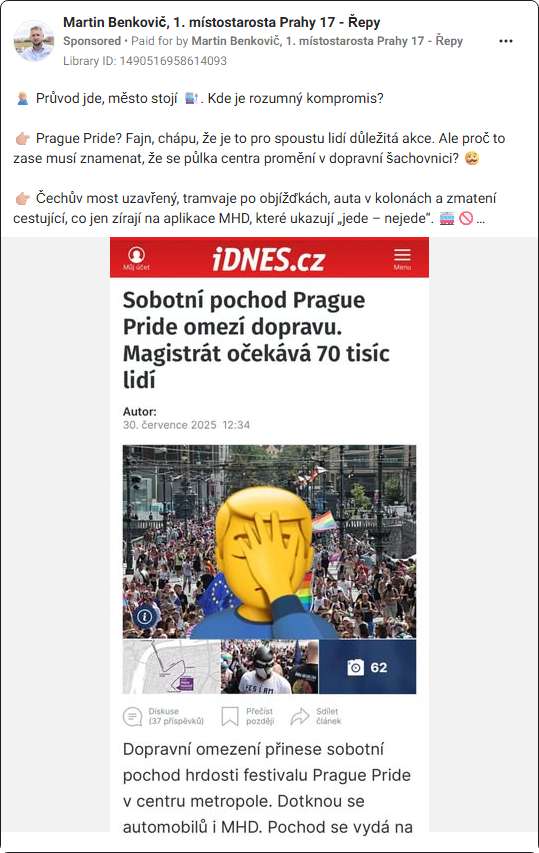 Martin Benkovič, 1. místostarosta Prahy 17 - Řepy
Sponsored • Paid for by Martin Benkovič, 1. místostarosta Prahy 17 - Řepy
Library ID: 1490516958614093
🤦🏼‍♂️ Průvod jde, město stojí 🚦. Kde je rozumný kompromis?
👉🏼 Prague Pride? Fajn, chápu, že je to pro spoustu lidí důležitá akce. Ale proč to
zase musí znamenat, že se půlka centra promění v dopravní šachovnici? 🥴
👉🏼 Čechův most uzavřený, tramvaje po objížďkách, auta v kolonách a zmatení
cestující, co jen zírají na aplikace MHD, které ukazují „jede – nejede“. 🚋🚫 ...
Můj účet
iDNES.cz
Menu
Sobotní pochod Prague
Pride omezí dopravu.
Magistrát očekává 70 tisíc
lidí
Autor:
30. července 2025 12:34
YES I AM
62
Diskuse
(37 příspěvků)
Přečíst
později
Sdílet
článek
Dopravní omezení přinese sobotní
pochod hrdosti festivalu Prague Pride
v centru metropole. Dotknou se
automobilů i MHD. Pochod se vydá na